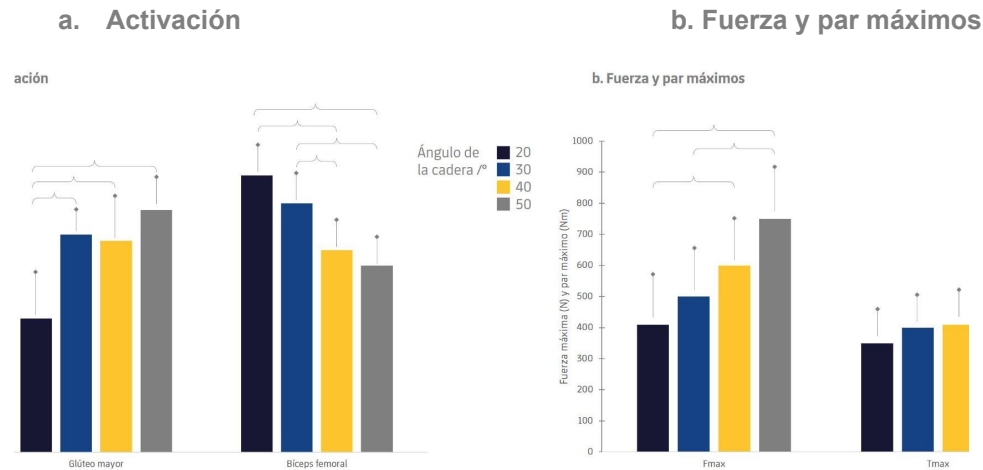 a. Activación
b. Fuerza y par máximos
ación
b. Fuerza y par máximos
Ángulo de
la cadera /°
20
30
40
50
Glúteo mayor
Bíceps femoral
Fuerza máxima (N) y par máximo (Nm)
1000
900
800
700
600
500
400
300
200
100
0
Fmax
Tmax